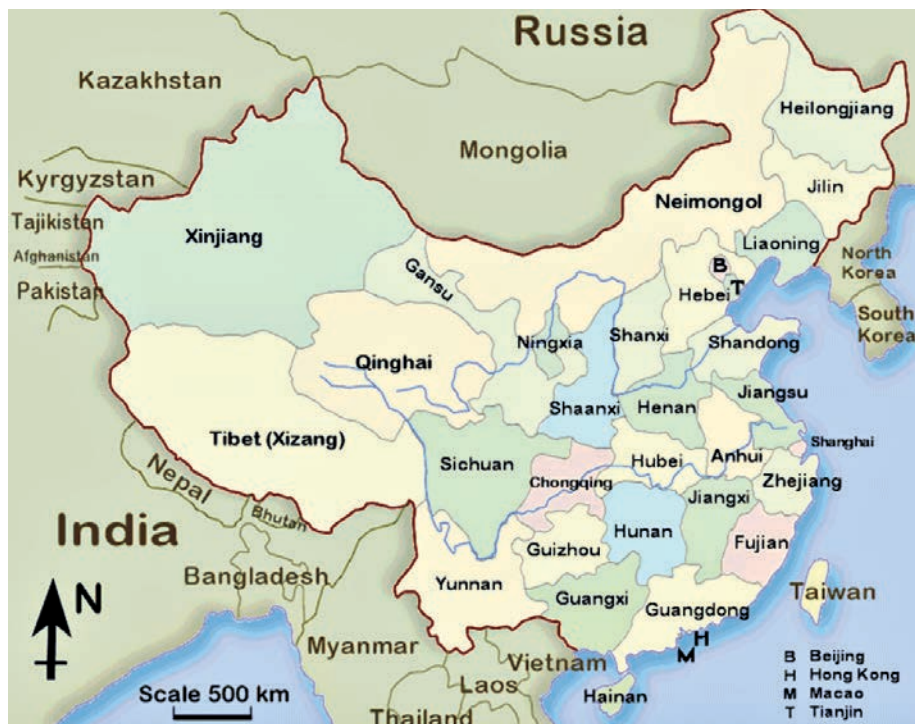 Russia
Kazakhstan
Heilongjiang
Mongolia
Kyrgyzstan
Jilin
Neimongol
Tajikistan
Xinjiang
Liaoning
Afghanistan
North
Korea
Gansu
B
Pakistan
Hebei
T
South
Korea
Shanxi
Ningxia
Shandong
Qinghai
Jiangsu
Shaanxi
Henan
Tibet (Xizang)
Shanghai
Sichuan
Hubei
Anhui
Nepal
Chongqing
Zhejiang
Jiangxi
Bhutan
India
Hunan
Fujian
Guizhou
Bangladesh
Yunnan
Taiwan
N
Guangxi
Guangdong
Myanmar
H
M
Vietnam
B Beijing
Laos
H Hong Kong
Scale 500 km
Hainan
M Macao
Thailand
T Tianjin